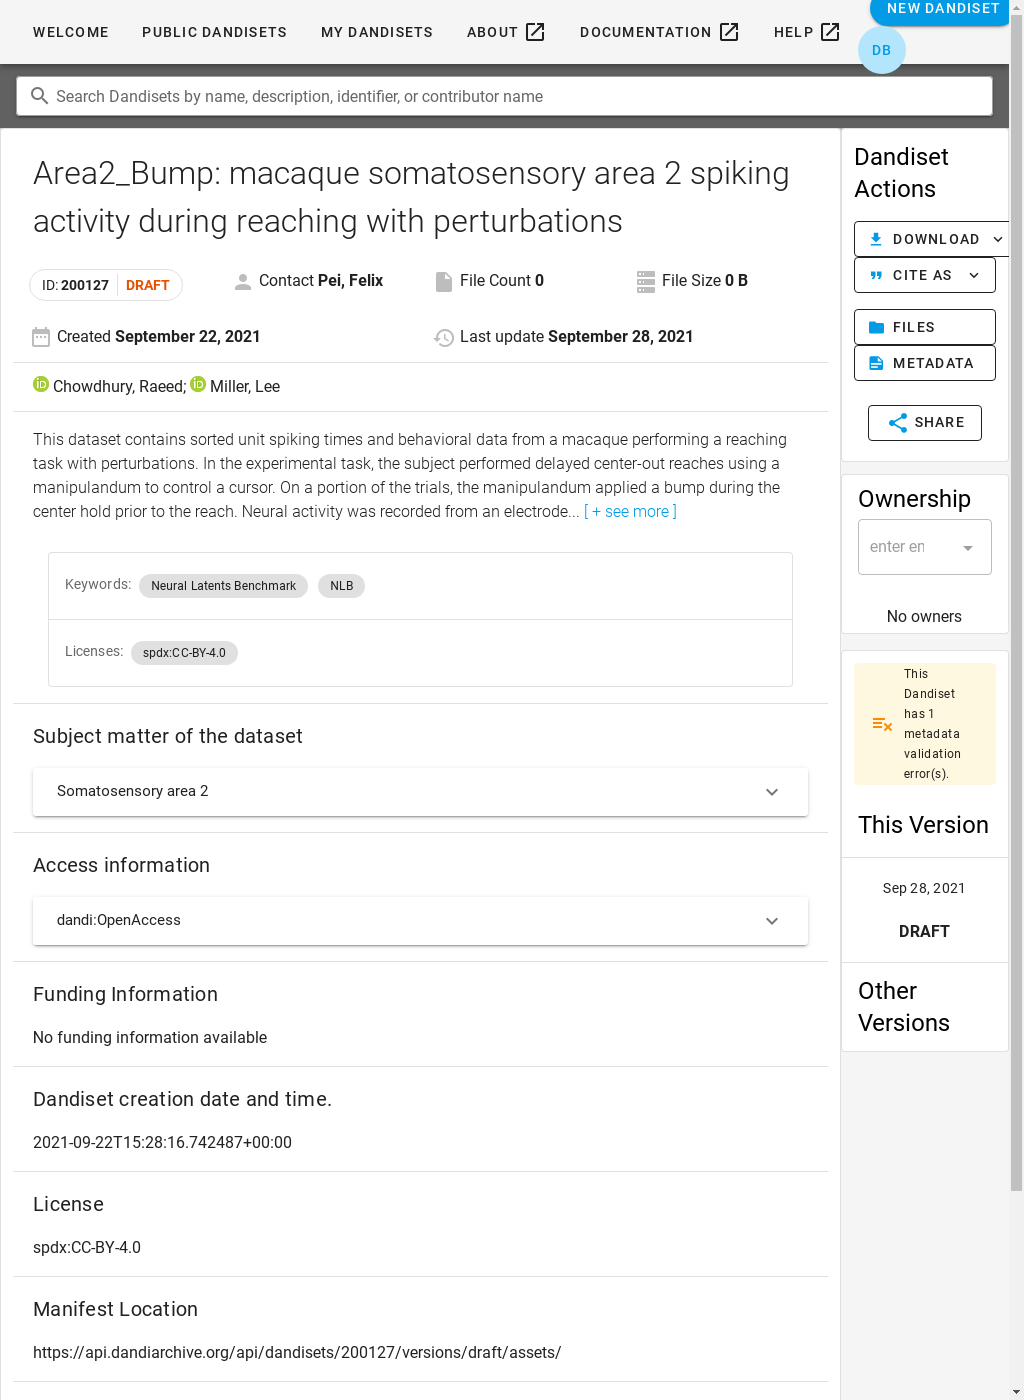 WELCOME
PUBLIC DANDISETS
MY DANDISETS
ABOUT
DOCUMENTATION
HELP
NEW DANDISET
DB
Search Dandisets by name, description, identifier, or contributor name
Area2_Bump: macaque somatosensory area 2 spiking
activity during reaching with perturbations
ID: 200127 DRAFT
Contact Pei, Felix
File Count 0
File Size 0 B
Created September 22, 2021
Last update September 28, 2021
iD Chowdhury, Raeed; iD Miller, Lee
This dataset contains sorted unit spiking times and behavioral data from a macaque performing a reaching
task with perturbations. In the experimental task, the subject performed delayed center-out reaches using a
manipulandum to control a cursor. On a portion of the trials, the manipulandum applied a bump during the
center hold prior to the reach. Neural activity was recorded from an electrode... [ + see more ]
Keywords: Neural Latents Benchmark NLB
Licenses: spdx:CC-BY-4.0
Subject matter of the dataset
Somatosensory area 2
Access information
dandi:OpenAccess
Funding Information
No funding information available
Dandiset creation date and time.
2021-09-22T15:28:16.742487+00:00
License
spdx:CC-BY-4.0
Manifest Location
https://api.dandiarchive.org/api/dandisets/200127/versions/draft/assets/
Dandiset
Actions
DOWNLOAD
CITE AS
FILES
METADATA
SHARE
Ownership
enter en
No owners
This
Dandiset
has 1
metadata
validation
error(s).
This Version
Sep 28, 2021
DRAFT
Other
Versions